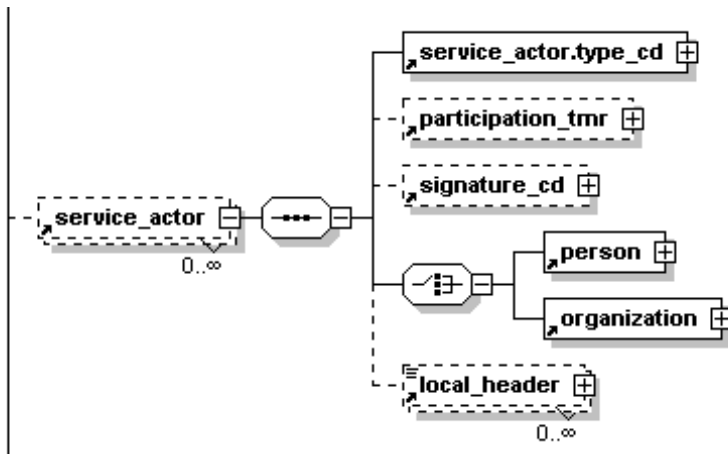 service_actor.type_cd
participation_tmr
signature_cd
service_actor
0..∞
person
organization
local_header
0..∞